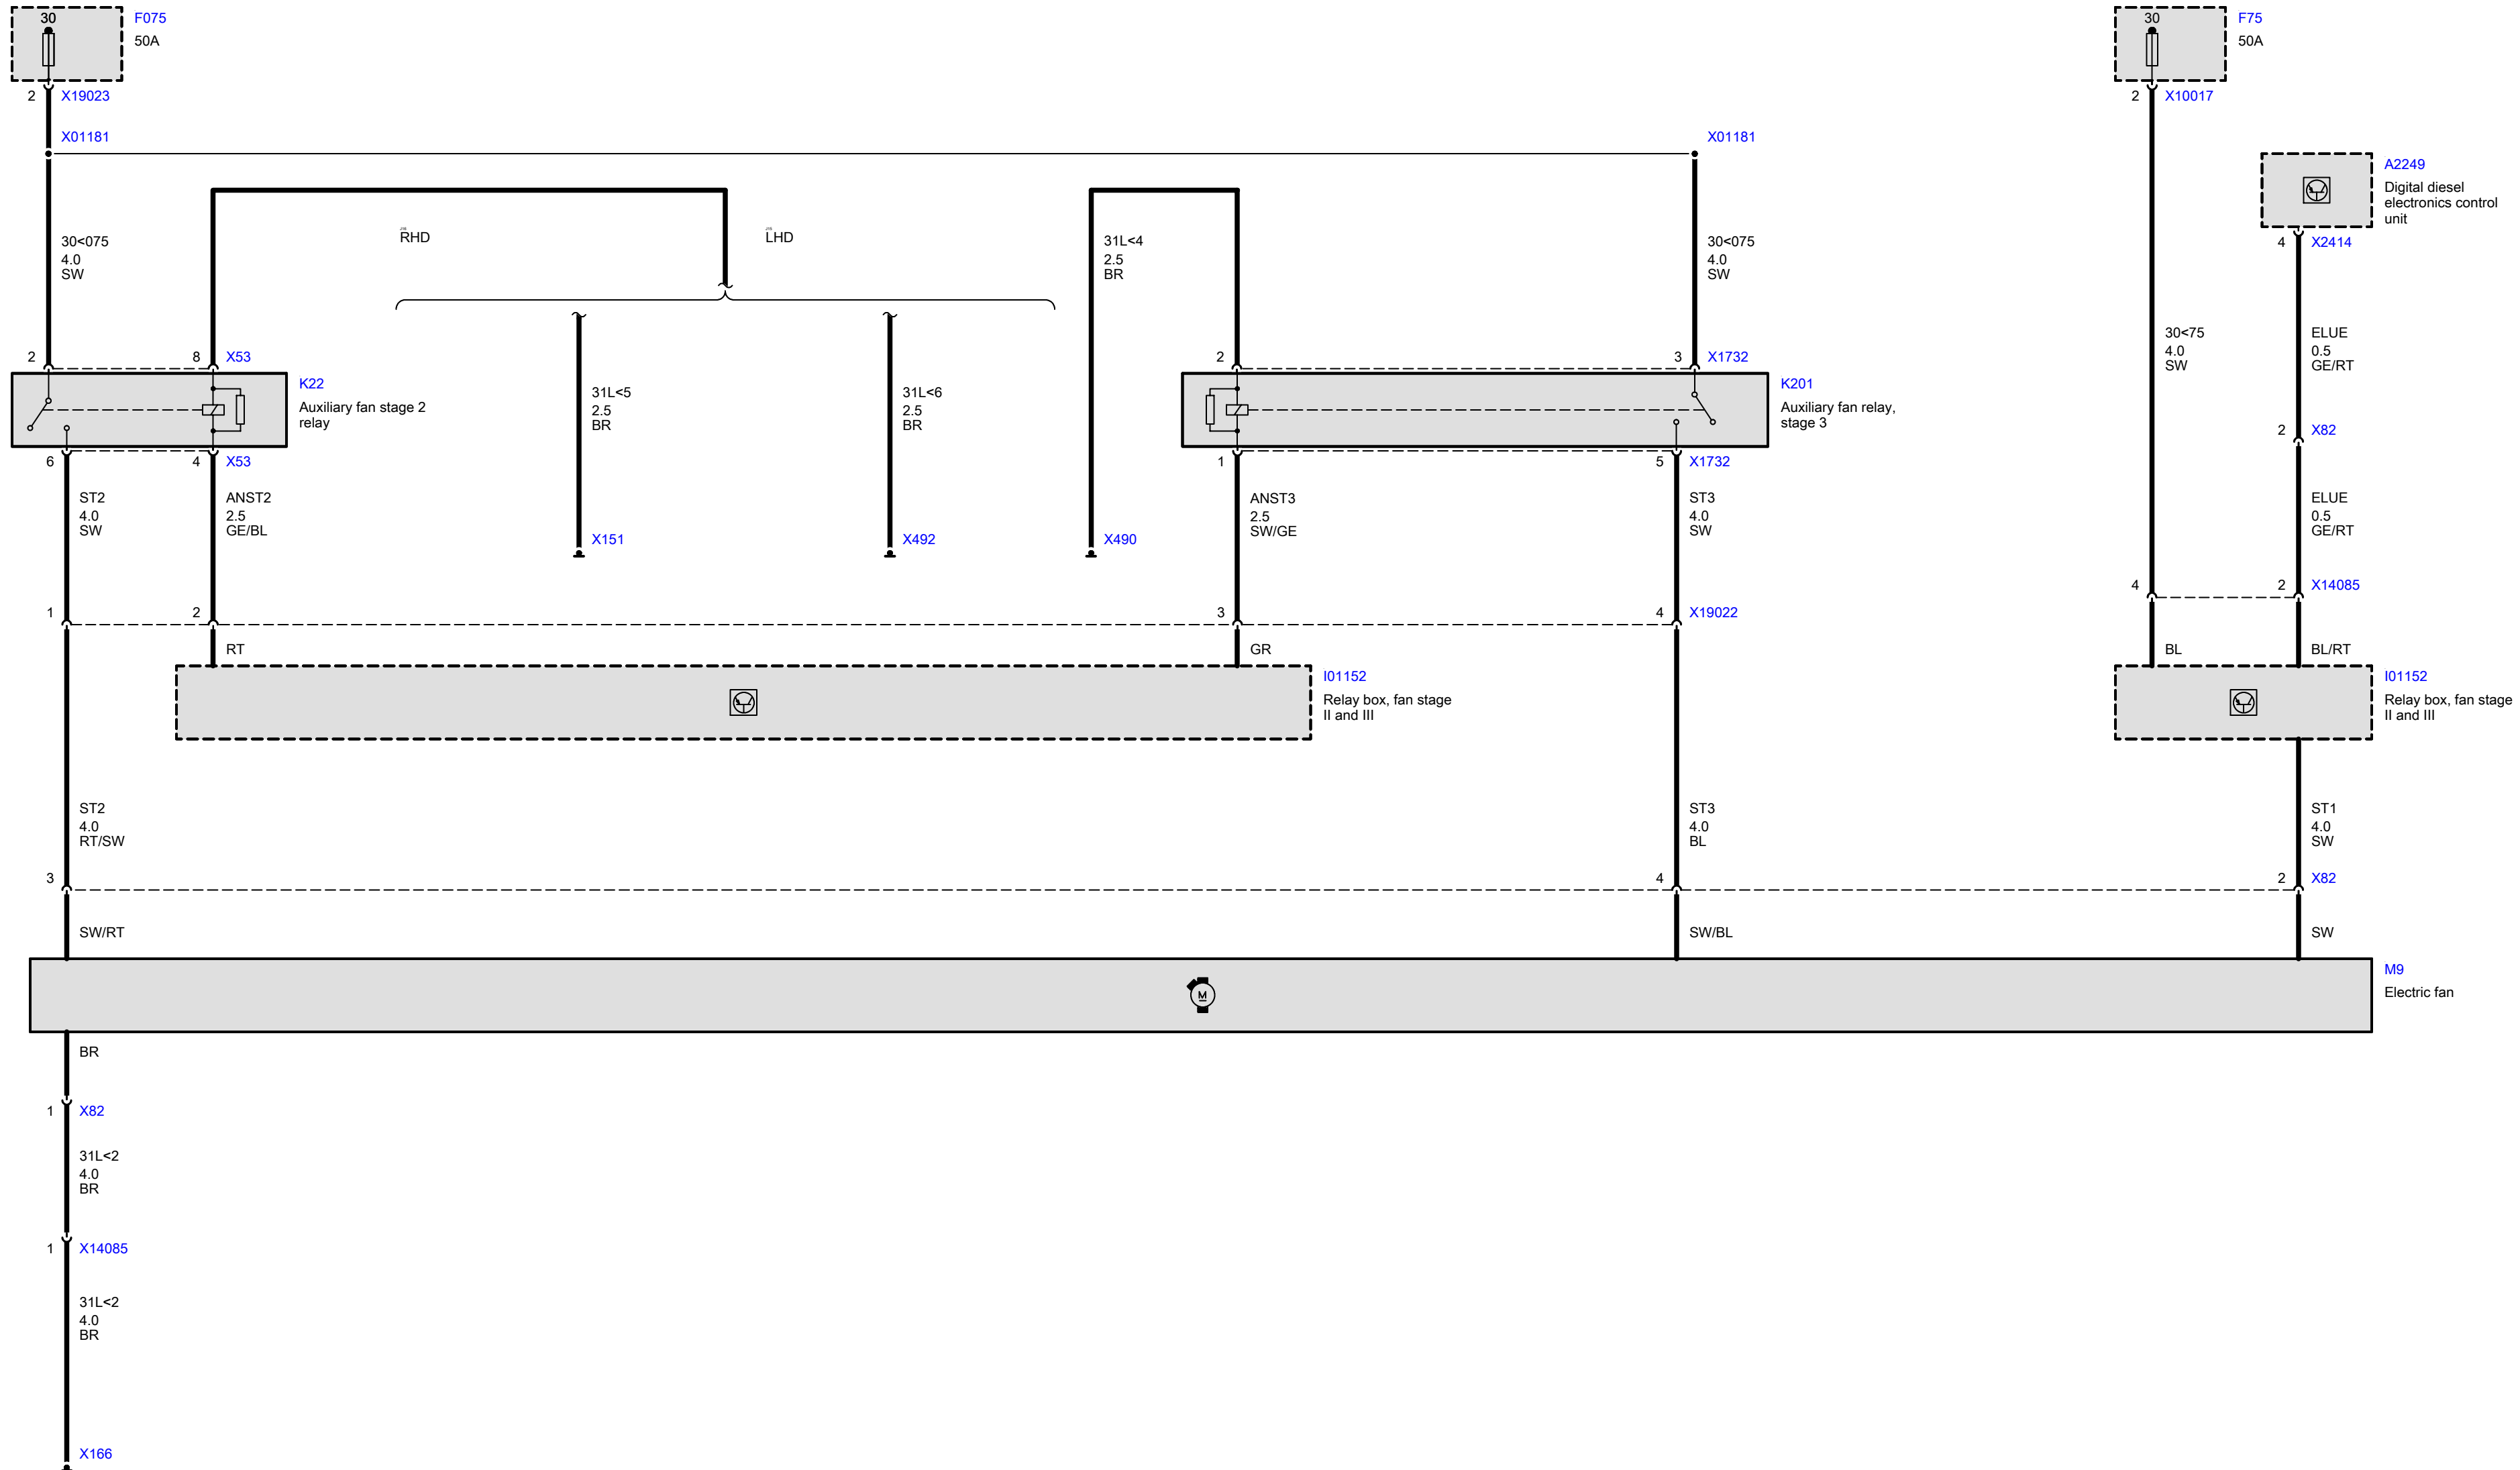 30
F075
50A
2
X19023
X01181
X01181
30
F75
50A
2
X10017
A2249
Digital diesel
electronics control
unit
4
X2414
30<075
4.0
SW
RHD
LHD
31L<4
2.5
BR
30<075
4.0
SW
30<75
4.0
SW
ELUE
0.5
GE/RT
2
8
X53
K22
Auxiliary fan stage 2
relay
6
4
X53
31L<5
2.5
BR
31L<6
2.5
BR
2
3
X1732
K201
Auxiliary fan relay,
stage 3
1
5
X1732
2
X82
ST2
4.0
SW
ANST2
2.5
GE/BL
X151
X492
X490
ANST3
2.5
SW/GE
ST3
4.0
SW
ELUE
0.5
GE/RT
4
2
X14085
1
2
3
4
X19022
RT
GR
BL
BL/RT
I01152
Relay box, fan stage
II and III
I01152
Relay box, fan stage
II and III
ST2
4.0
RT/SW
ST3
4.0
BL
ST1
4.0
SW
3
4
2
X82
SW/RT
SW/BL
SW
M
M9
Electric fan
BR
1
X82
31L<2
4.0
BR
1
X14085
31L<2
4.0
BR
X166